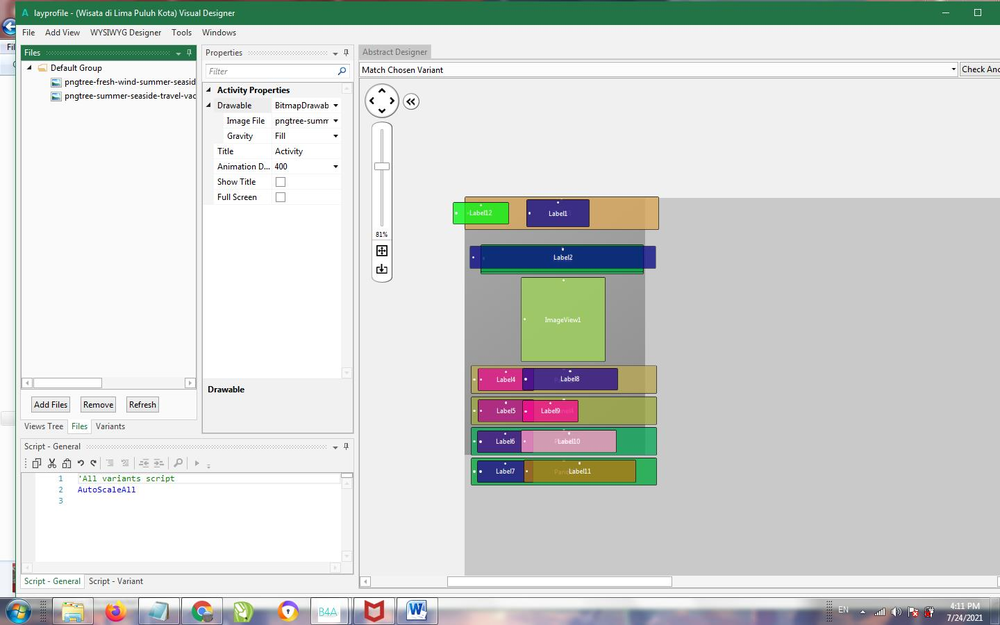 layprofile - (Wisata di Lima Puluh Kota) Visual Designer
File Add View WYSIWYG Designer Tools Windows
Files
Default Group
pngtree-fresh-wind-summer-seasid
pngtree-summer-seaside-travel-vac
Add Files Remove Refresh
Views Tree Files Variants
Properties
Filter
Activity Properties
Drawable BitmapDrawab
Image File pngtree-summ
Gravity Fill
Title Activity
Animation D... 400
Show Title
Full Screen
Drawable
Script - General
1 'All variants script
2 AutoScaleAll
3
Script - General Script - Variant
Abstract Designer
Match Chosen Variant Check And
81%
Label12 Label1
Label2
ImageView1
Label4 Label8
Label5 Label9
Label6 Label10
Label7 Label11
Fil
B4A
EN
4:11 PM
7/24/2021